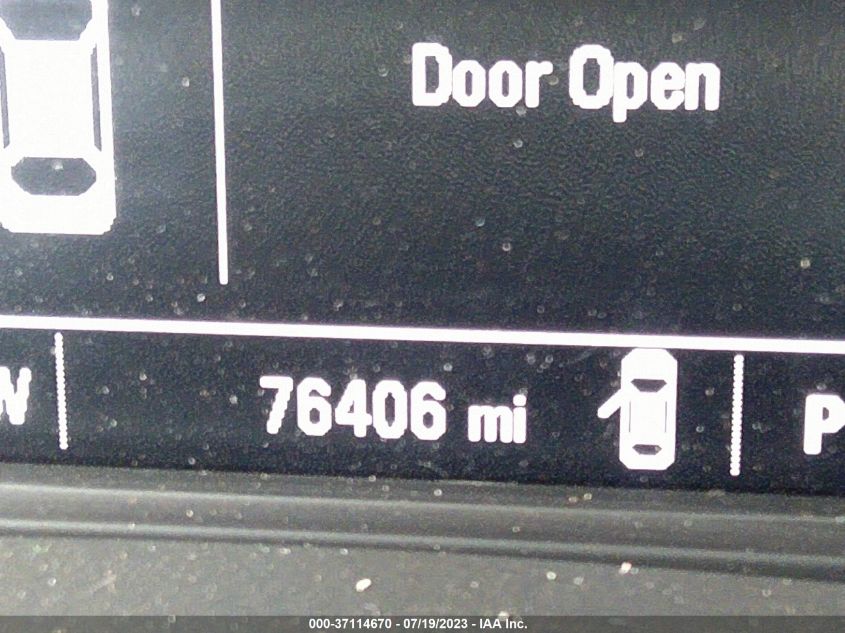 Door Open
W
76406 mi
P
000-37114670 - 07/19/2023 - IAA Inc.